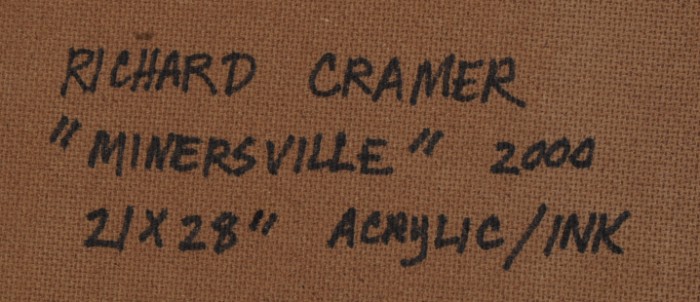 RICHARD CRAMER
"MINERSVILLE" 2000
21X28" ACRYLIC/INK